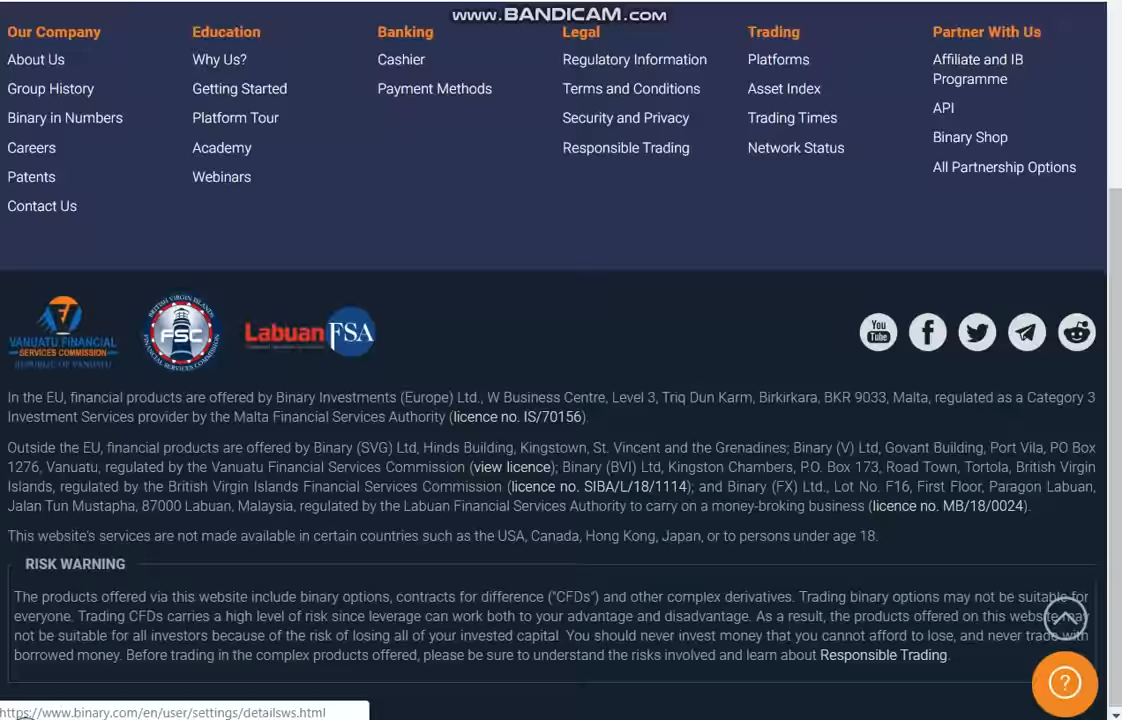 www.BANDICAM.com
Our Company
About Us
Group History
Binary in Numbers
Careers
Patents
Contact Us
Education
Why Us?
Getting Started
Platform Tour
Academy
Webinars
Banking
Cashier
Payment Methods
Legal
Regulatory Information
Terms and Conditions
Security and Privacy
Responsible Trading
Trading
Platforms
Asset Index
Trading Times
Network Status
Partner With Us
Affiliate and IB
Programme
API
Binary Shop
All Partnership Options
VANUATU FINANCIAL
SERVICES COMMISSION
REPUBLIC OF VANUATU
BRITISH VIRGIN ISLANDS
FSC
FINANCIAL SERVICES COMMISSION
Labuan FSA
You
Tube
In the EU, financial products are offered by Binary Investments (Europe) Ltd., W Business Centre, Level 3, Triq Dun Karm, Birkirkara, BKR 9033, Malta, regulated as a Category 3
Investment Services provider by the Malta Financial Services Authority (licence no. IS/70156).
Outside the EU, financial products are offered by Binary (SVG) Ltd, Hinds Building, Kingstown, St. Vincent and the Grenadines; Binary (V) Ltd, Govant Building, Port Vila, PO Box
1276, Vanuatu, regulated by the Vanuatu Financial Services Commission (view licence); Binary (BVI) Ltd, Kingston Chambers, P.O. Box 173, Road Town, Tortola, British Virgin
Islands, regulated by the British Virgin Islands Financial Services Commission (licence no. SIBA/L/18/1114); and Binary (FX) Ltd., Lot No. F16, First Floor, Paragon Labuan,
Jalan Tun Mustapha, 87000 Labuan, Malaysia, regulated by the Labuan Financial Services Authority to carry on a money-broking business (licence no. MB/18/0024).
This website's services are not made available in certain countries such as the USA, Canada, Hong Kong, Japan, or to persons under age 18.
RISK WARNING
The products offered via this website include binary options, contracts for difference ("CFDs") and other complex derivatives. Trading binary options may not be suitable for
everyone. Trading CFDs carries a high level of risk since leverage can work both to your advantage and disadvantage. As a result, the products offered on this website may
not be suitable for all investors because of the risk of losing all of your invested capital. You should never invest money that you cannot afford to lose, and never trade with
borrowed money. Before trading in the complex products offered, please be sure to understand the risks involved and learn about Responsible Trading.
?
https://www.binary.com/en/user/settings/detailsws.html